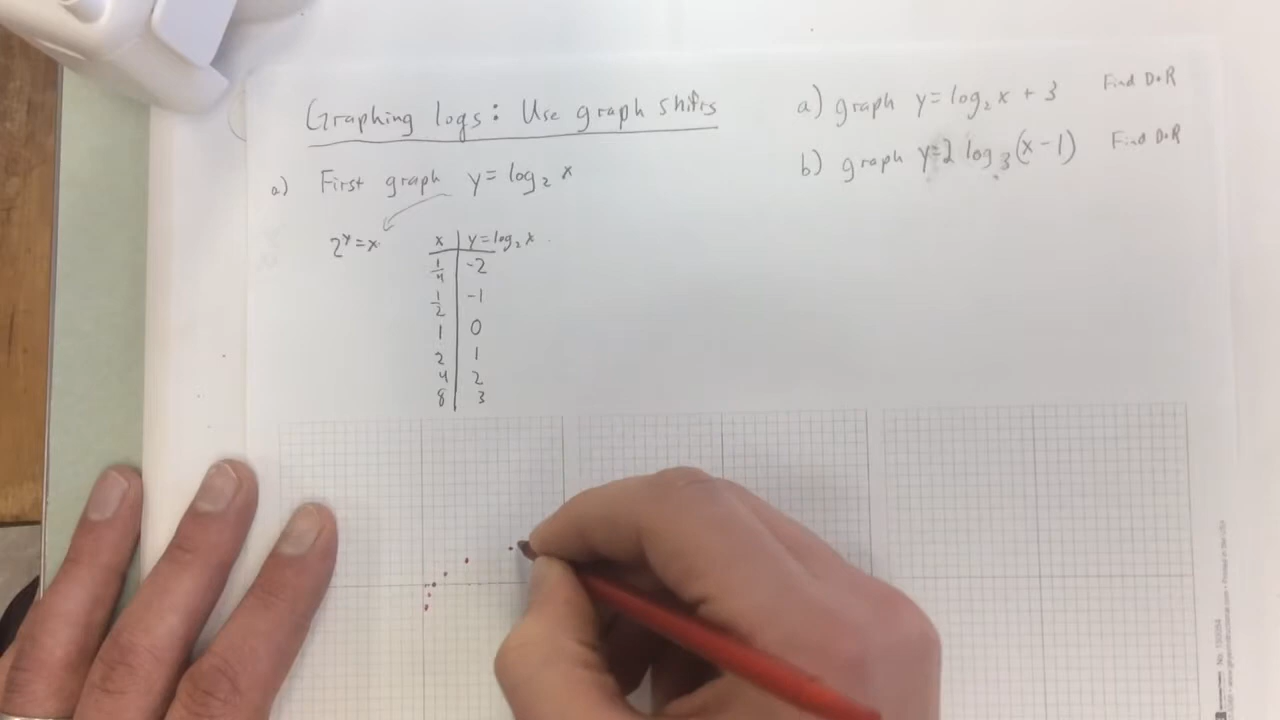 Graphing logs: Use graph shifts
a) graph y = log₂ x + 3 Find D+R
b) graph y=2 log₃(x - 1) Find D+R
a) First graph y = log₂ x
2^y = x
x | y = log₂ x
1/4 | -2
1/2 | -1
1 | 0
2 | 1
4 | 2
8 | 3